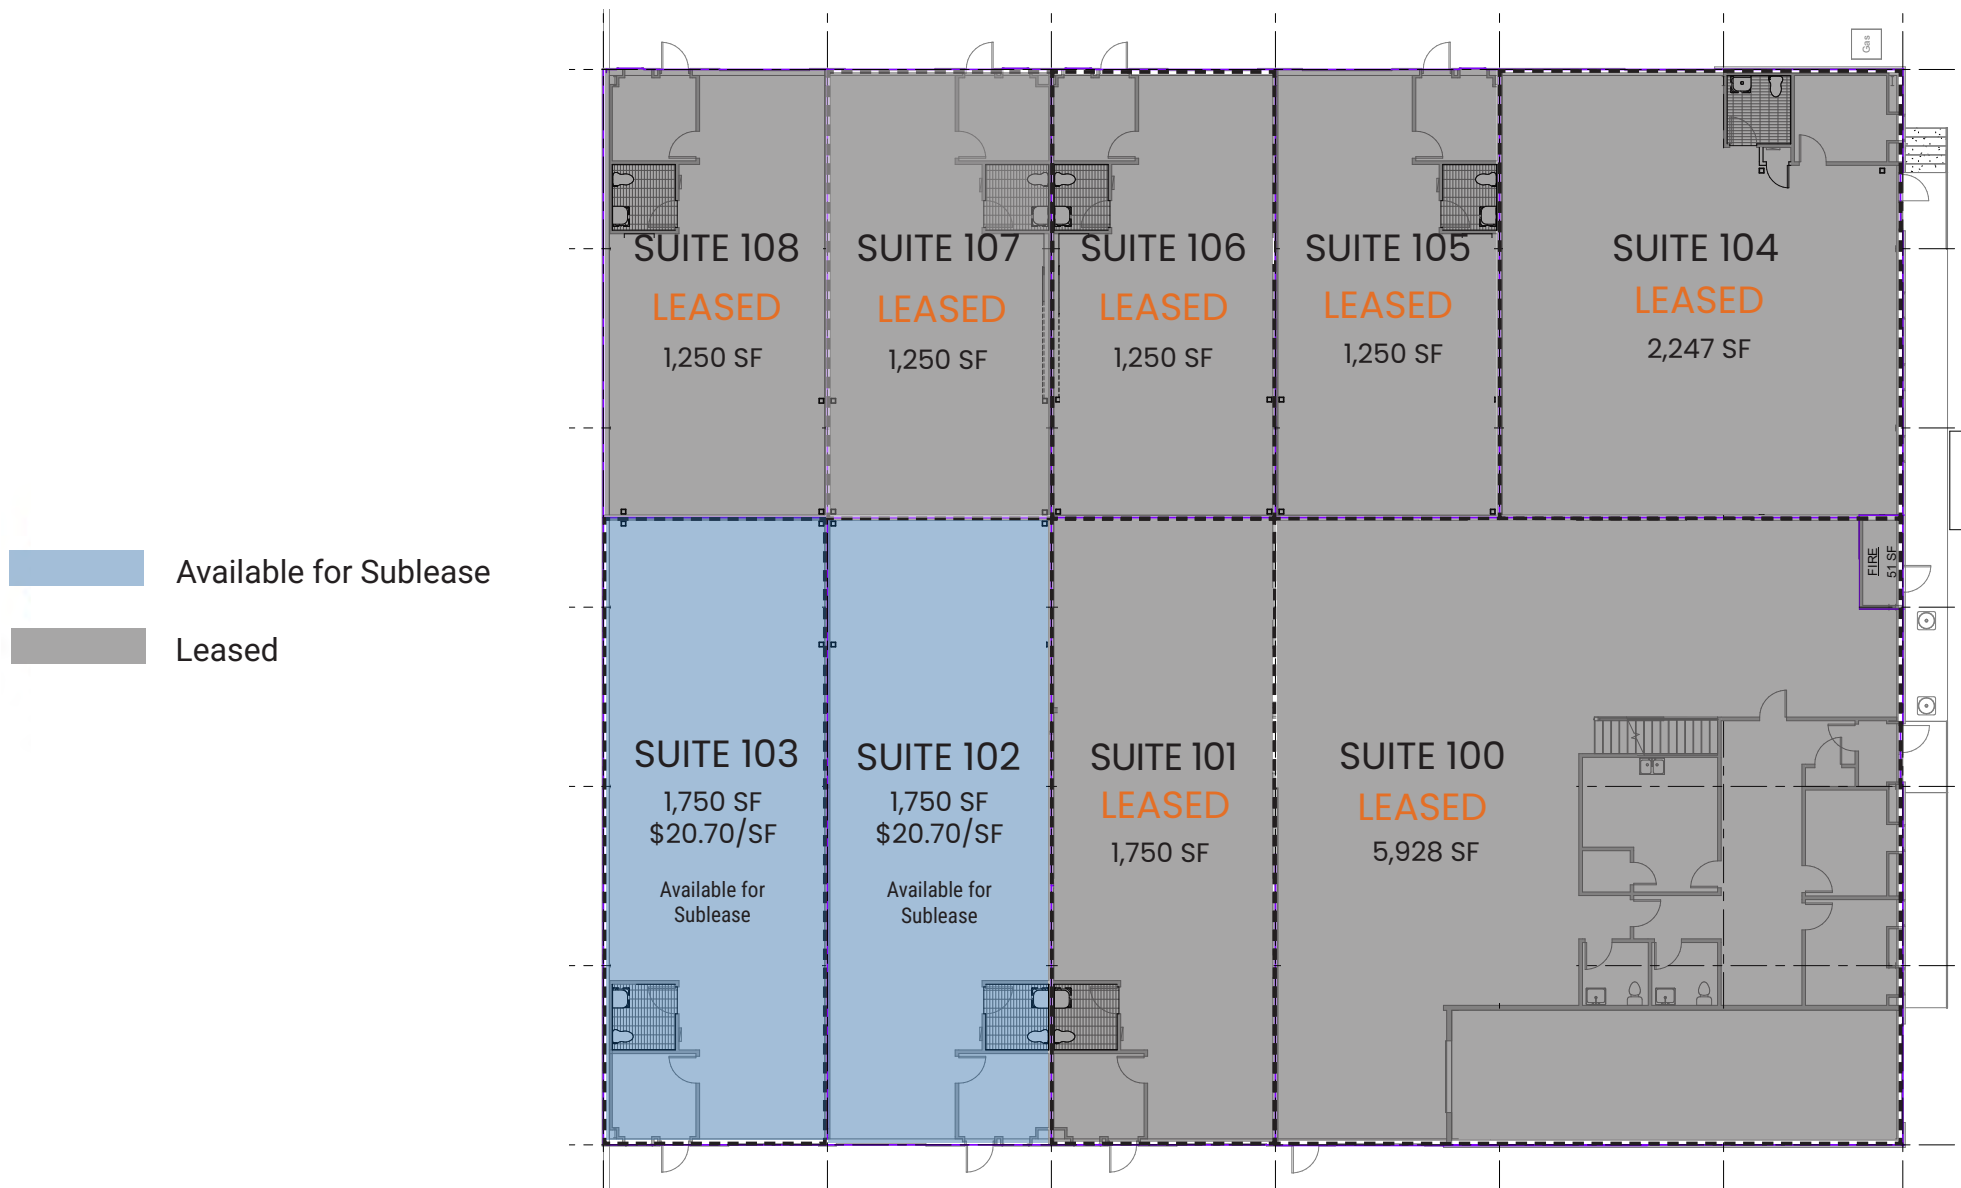 Gas
SUITE 108
LEASED
1,250 SF
SUITE 107
LEASED
1,250 SF
SUITE 106
LEASED
1,250 SF
SUITE 105
LEASED
1,250 SF
SUITE 104
LEASED
2,247 SF
Available for Sublease
Leased
FIRE
51 SF
SUITE 103
1,750 SF
$20.70/SF
Available for
Sublease
SUITE 102
1,750 SF
$20.70/SF
Available for
Sublease
SUITE 101
LEASED
1,750 SF
SUITE 100
LEASED
5,928 SF